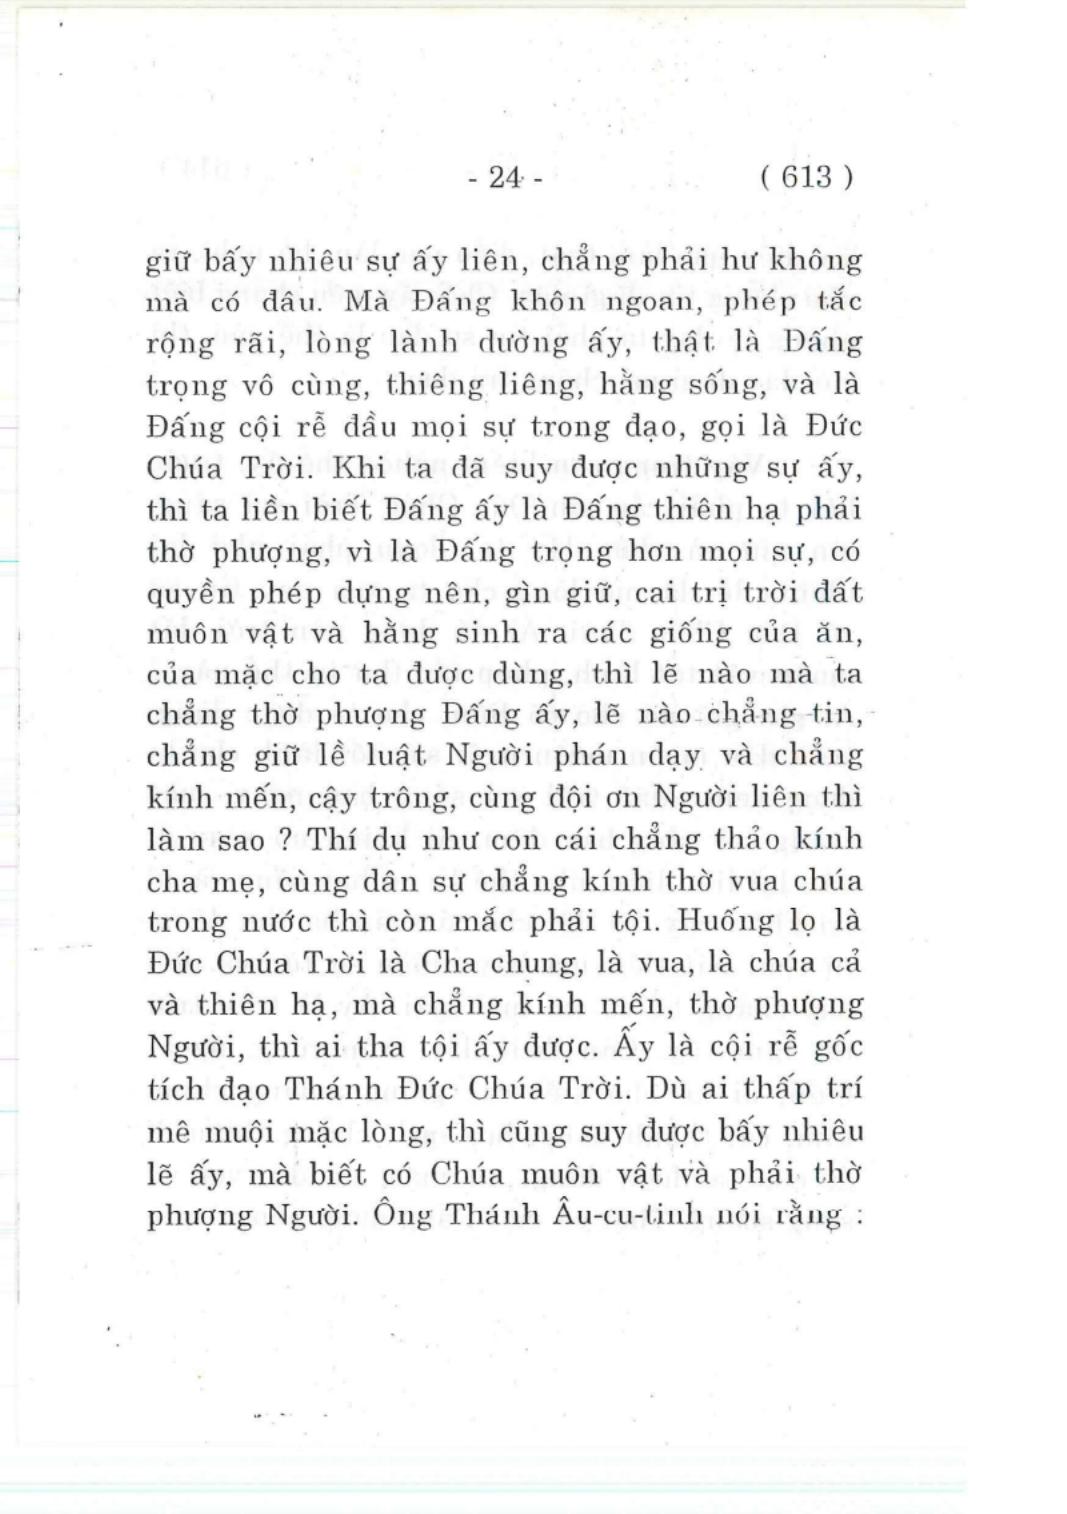 - 24 - ( 613 )
giữ bấy nhiêu sự ấy liên, chẳng phải hư không
mà có đâu. Mà Đấng khôn ngoan, phép tắc
rộng rãi, lòng lành dường ấy, thật là Đấng
trọng vô cùng, thiêng liêng, hằng sống, và là
Đấng cội rễ đầu mọi sự trong đạo, gọi là Đức
Chúa Trời. Khi ta đã suy được những sự ấy,
thì ta liền biết Đấng ấy là Đấng thiên hạ phải
thờ phượng, vì là Đấng trọng hơn mọi sự, có
quyền phép dựng nên, gìn giữ, cai trị trời đất
muôn vật và hằng sinh ra các giống của ăn,
của mặc cho ta được dùng, thì lẽ nào mà ta
chẳng thờ phượng Đấng ấy, lẽ nào chẳng tin,
chẳng giữ lề luật Người phán dạy và chẳng
kính mến, cậy trông, cùng đội ơn Người liên thì
làm sao ? Thí dụ như con cái chẳng thảo kính
cha mẹ, cùng dân sự chẳng kính thờ vua chúa
trong nước thì còn mắc phải tội. Huống lọ là
Đức Chúa Trời là Cha chung, là vua, là chúa cả
và thiên hạ, mà chẳng kính mến, thờ phượng
Người, thì ai tha tội ấy được. Ấy là cội rễ gốc
tích đạo Thánh Đức Chúa Trời. Dù ai thấp trí
mê muội mặc lòng, thì cũng suy được bấy nhiêu
lẽ ấy, mà biết có Chúa muôn vật và phải thờ
phượng Người. Ông Thánh Âu-cu-tinh nói rằng :